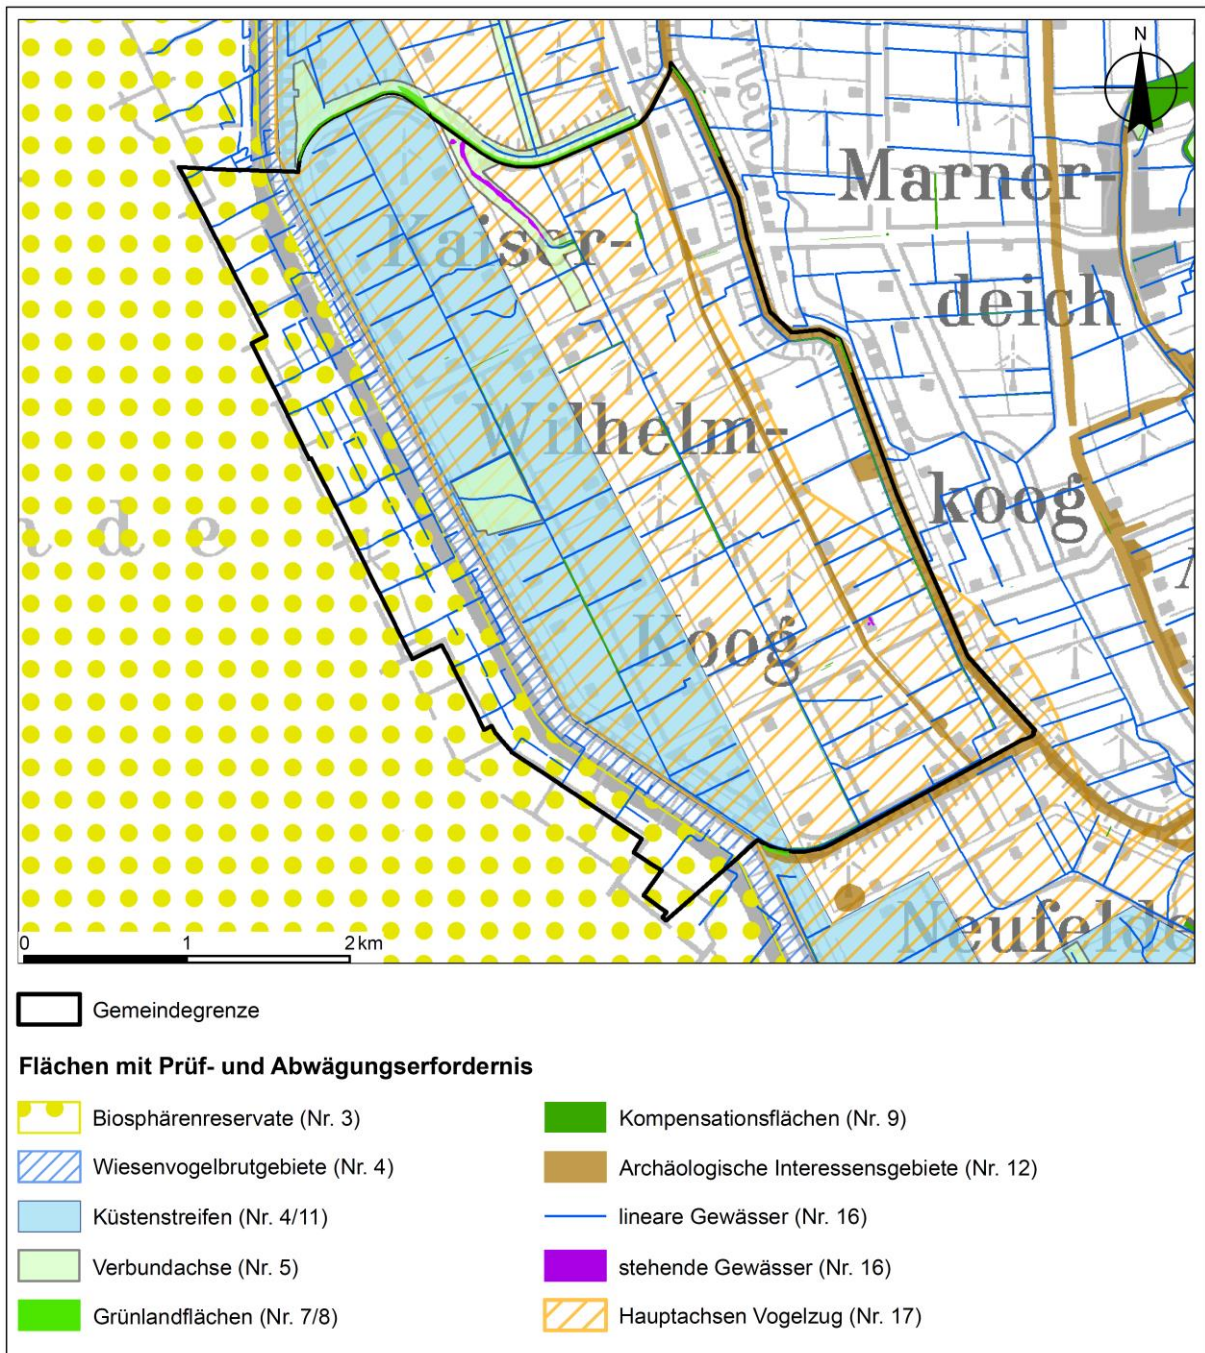 N
Marner-
Kaiser-
deich
Wilhelm-
koog
a d e
Koog
Neufelde
0 1 2 km
Gemeindegrenze
Flächen mit Prüf- und Abwägungserfordernis
Biosphärenreservate (Nr. 3)
Kompensationsflächen (Nr. 9)
Wiesenvogelbrutgebiete (Nr. 4)
Archäologische Interessensgebiete (Nr. 12)
Küstenstreifen (Nr. 4/11)
lineare Gewässer (Nr. 16)
Verbundachse (Nr. 5)
stehende Gewässer (Nr. 16)
Grünlandflächen (Nr. 7/8)
Hauptachsen Vogelzug (Nr. 17)